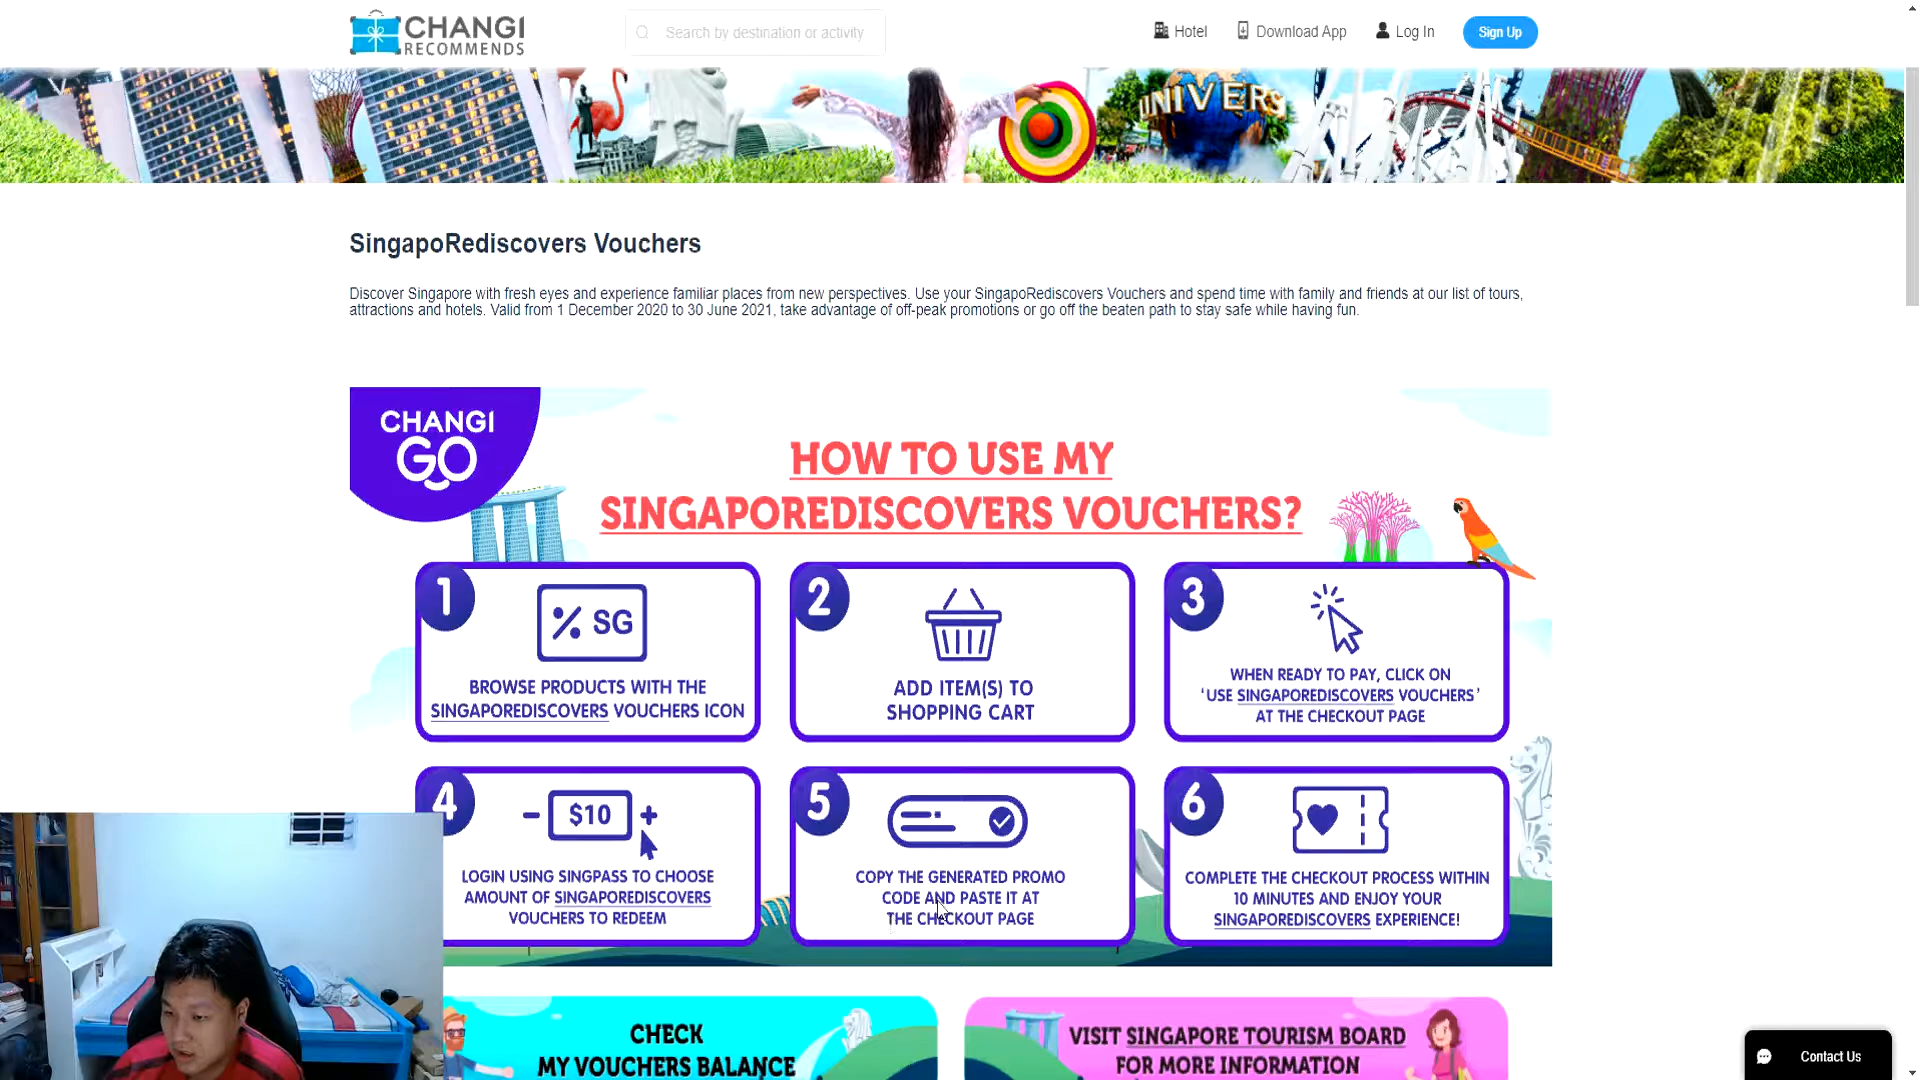 CHANGI
RECOMMENDS
Search by destination or activity
Hotel
Download App
Log In
Sign Up
UNIVERS
SingapoRediscovers Vouchers
Discover Singapore with fresh eyes and experience familiar places from new perspectives. Use your SingapoRediscovers Vouchers and spend time with family and friends at our list of tours,
attractions and hotels. Valid from 1 December 2020 to 30 June 2021, take advantage of off-peak promotions or go off the beaten path to stay safe while having fun.
CHANGI
GO
HOW TO USE MY
SINGAPOREDISCOVERS VOUCHERS?
1
% SG
BROWSE PRODUCTS WITH THE
SINGAPOREDISCOVERS VOUCHERS ICON
2
ADD ITEM(S) TO
SHOPPING CART
3
WHEN READY TO PAY, CLICK ON
'USE SINGAPOREDISCOVERS VOUCHERS'
AT THE CHECKOUT PAGE
4
- $10 +
LOGIN USING SINGPASS TO CHOOSE
AMOUNT OF SINGAPOREDISCOVERS
VOUCHERS TO REDEEM
5
COPY THE GENERATED PROMO
CODE AND PASTE IT AT
THE CHECKOUT PAGE
6
COMPLETE THE CHECKOUT PROCESS WITHIN
10 MINUTES AND ENJOY YOUR
SINGAPOREDISCOVERS EXPERIENCE!
CHECK
MY VOUCHERS BALANCE
VISIT SINGAPORE TOURISM BOARD
FOR MORE INFORMATION
Contact Us